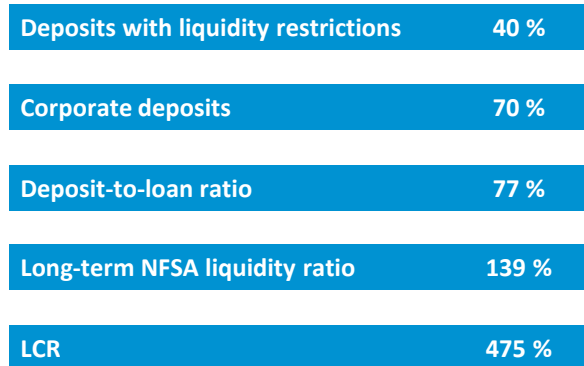 Deposits with liquidity restrictions 40 %
Corporate deposits 70 %
Deposit-to-loan ratio 77 %
Long-term NFSA liquidity ratio 139 %
LCR 475 %